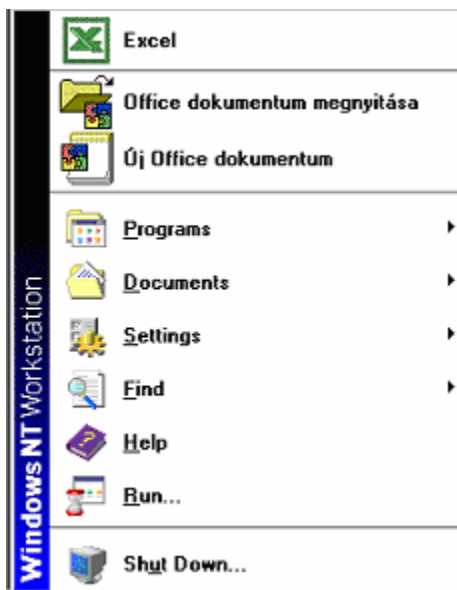 Excel
Office dokumentum megnyitása
Új Office dokumentum
Programs
Documents
Settings
Find
Help
Run...
Shut Down...
Windows NT Workstation